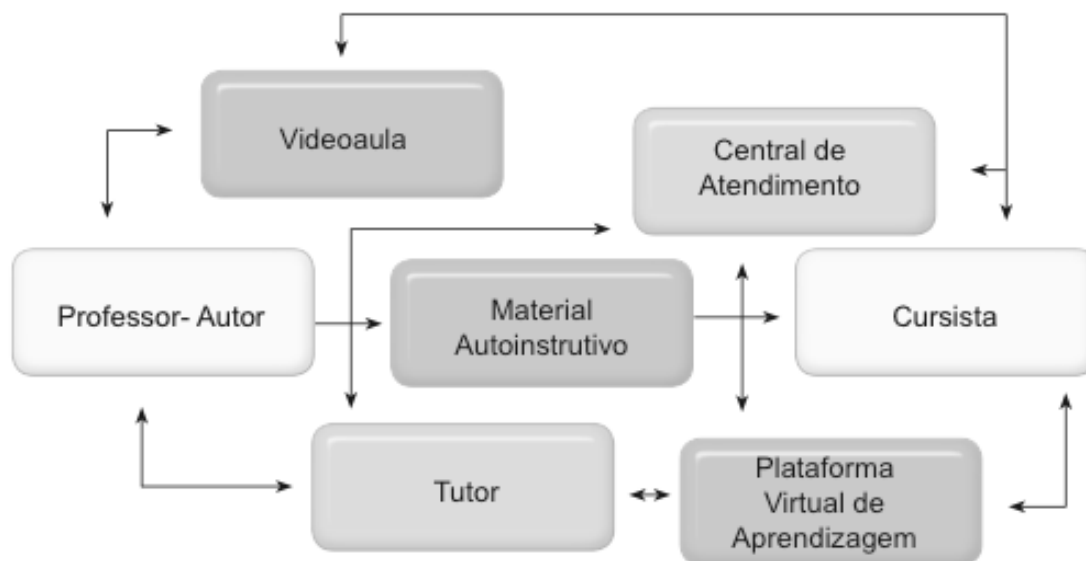 Videoaula
Central de
Atendimento
Professor- Autor
Material
Autoinstrutivo
Cursista
Tutor
Plataforma
Virtual de
Aprendizagem